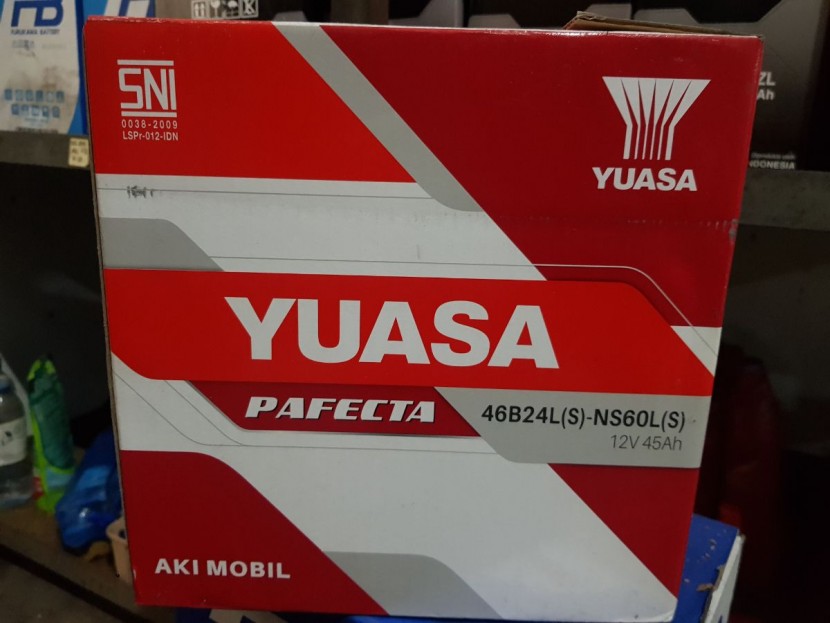 SNI
0038-2009
LSPr-012-IDN
YUASA
YUASA
PAFECTA
46B24L(S)-NS60L(S)
12V 45Ah
AKI MOBIL